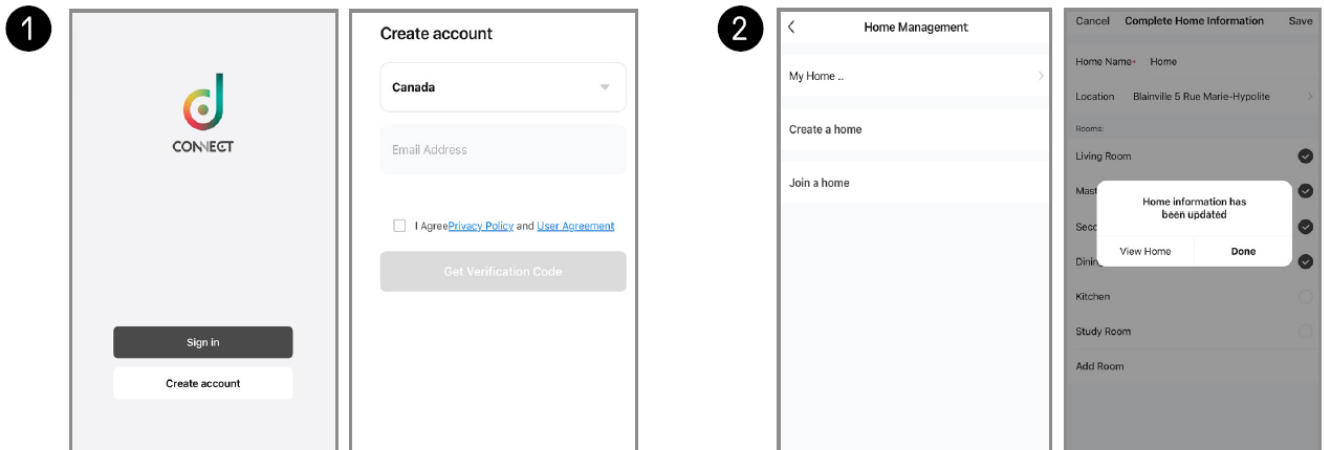 1
CONNECT
Sign in
Create account
Create account
Canada
Email Address
I AgreePrivacy Policy and User Agreement
Get Verification Code
2
Home Management
My Home ..
Create a home
Join a home
Cancel Complete Home Information Save
Home Name* Home
Location Blainville 5 Rue Marie-Hypolite
Rooms:
Living Room
Mast
Seco
Dinin
Home information has
been updated
View Home Done
Kitchen
Study Room
Add Room